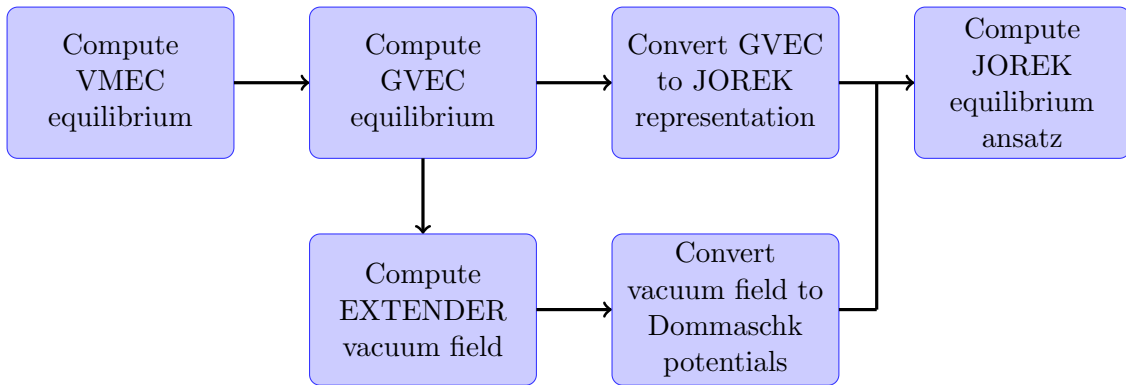 Compute
VMEC
equilibrium
Compute
GVEC
equilibrium
Convert GVEC
to JOREK
representation
Compute
JOREK
equilibrium
ansatz
Compute
EXTENDER
vacuum field
Convert
vacuum field to
Dommaschk
potentials